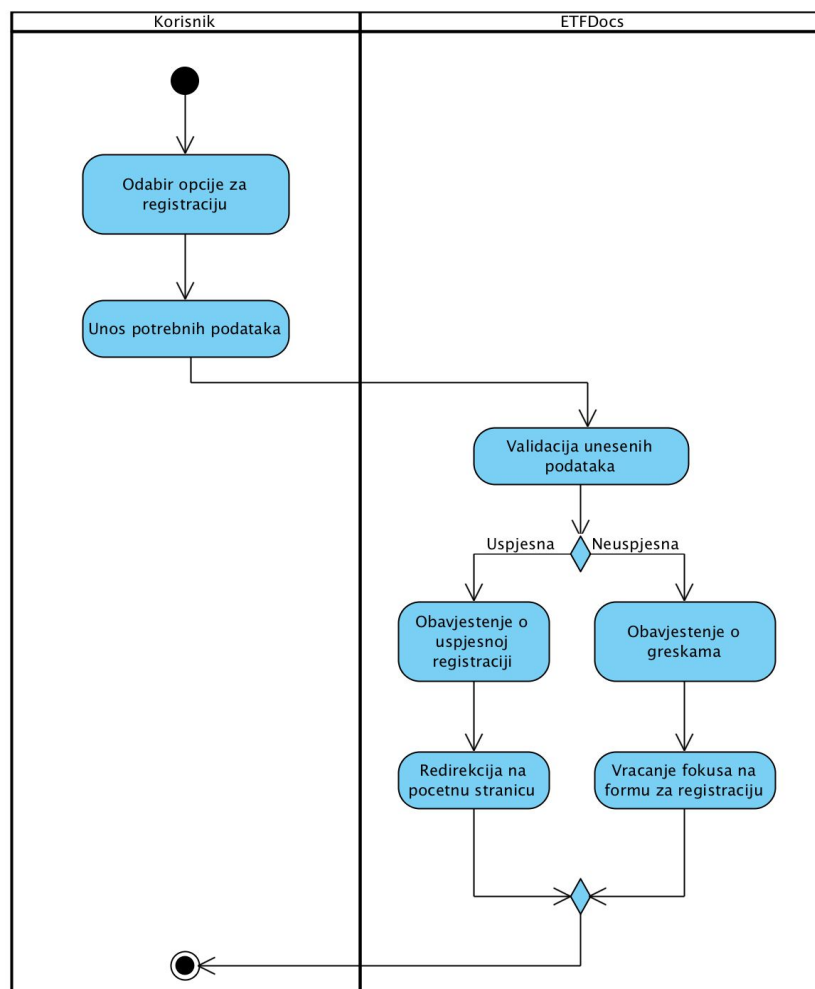 Korisnik
ETFDocs
Odabir opcije za
registraciju
Unos potrebnih podataka
Validacija unesenih
podataka
Uspjesna
Neuspjesna
Obavjestenje o
uspjesnoj
registraciji
Obavjestenje o
greskama
Redirekcija na
pocetnu stranicu
Vracanje fokusa na
formu za registraciju